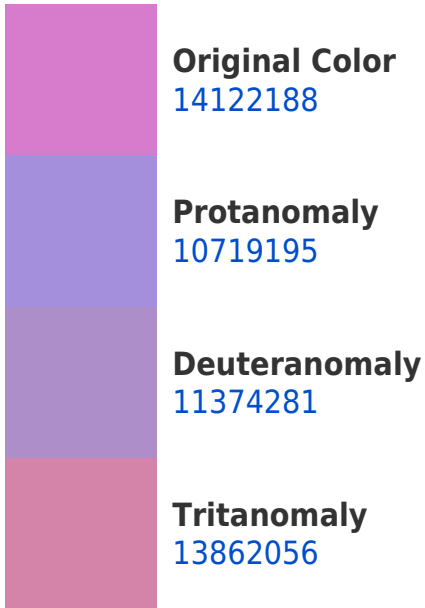 Original Color
14122188
Protanomaly
10719195
Deuteranomaly
11374281
Tritanomaly
13862056